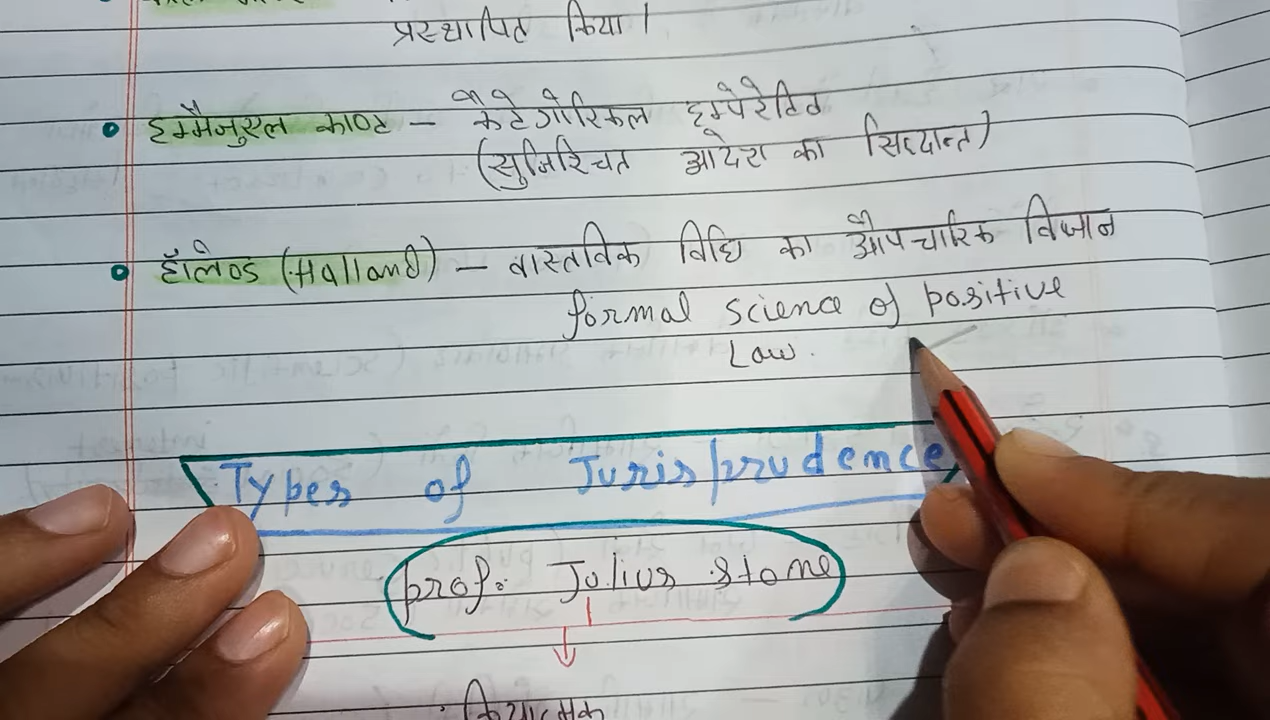 प्रस्थापित किया।
इम्मैनुएल काण्ट – कैटेगोरिकल इम्पेरेटिव
(सुनिश्चित आदेश का सिद्धान्त)
हॉलैण्ड (Halland) – वास्तविक विधि का औपचारिक विज्ञान
formal science of positive
Law.
Types of Jurisprudence
prof. Julius Stone
क्रियात्मक